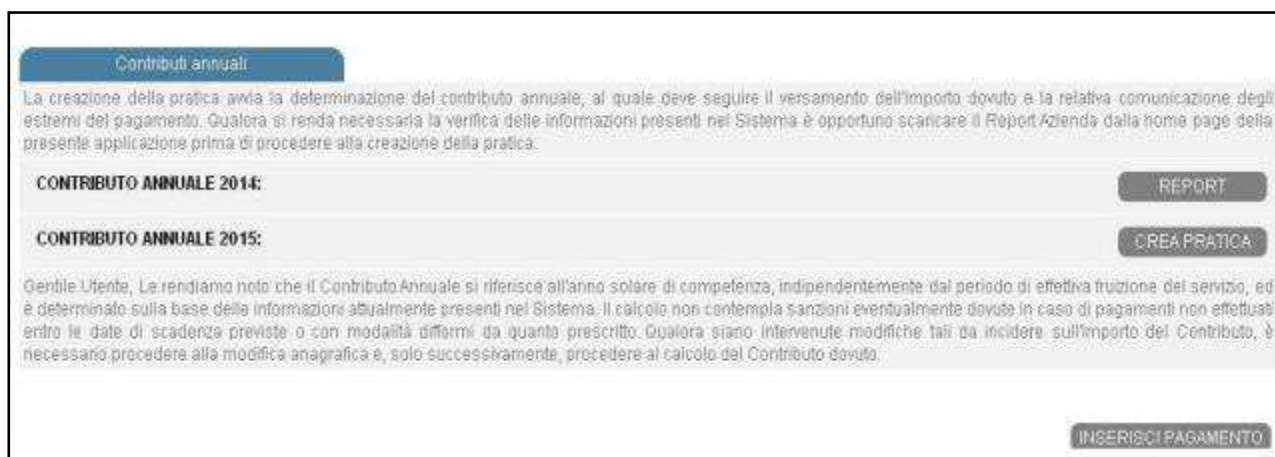 Contributi annuali
La creazione della pratica avvia la determinazione del contributo annuale, al quale deve seguire il versamento dell'importo dovuto e la relativa comunicazione degli
estremi del pagamento. Qualora si renda necessaria la verifica delle informazioni presenti nel Sistema è opportuno scaricare il Report Azienda dalla home page della
presente applicazione prima di procedere alla creazione della pratica.
CONTRIBUTO ANNUALE 2014:
REPORT
CONTRIBUTO ANNUALE 2015:
CREA PRATICA
Gentile Utente, Le rendiamo noto che il Contributo Annuale si riferisce all'anno solare di competenza, indipendentemente dal periodo di effettiva fruizione del servizio, ed
è determinato sulla base delle informazioni attualmente presenti nel Sistema. Il calcolo non contempla sanzioni eventualmente dovute in caso di pagamenti non effettuati
entro le date di scadenza previste o con modalità difformi da quanto prescritto. Qualora siano intervenute modifiche tali da incidere sull'importo del Contributo, è
necessario procedere alla modifica anagrafica e, solo successivamente, procedere al calcolo del Contributo dovuto.
INSERISCI PAGAMENTO